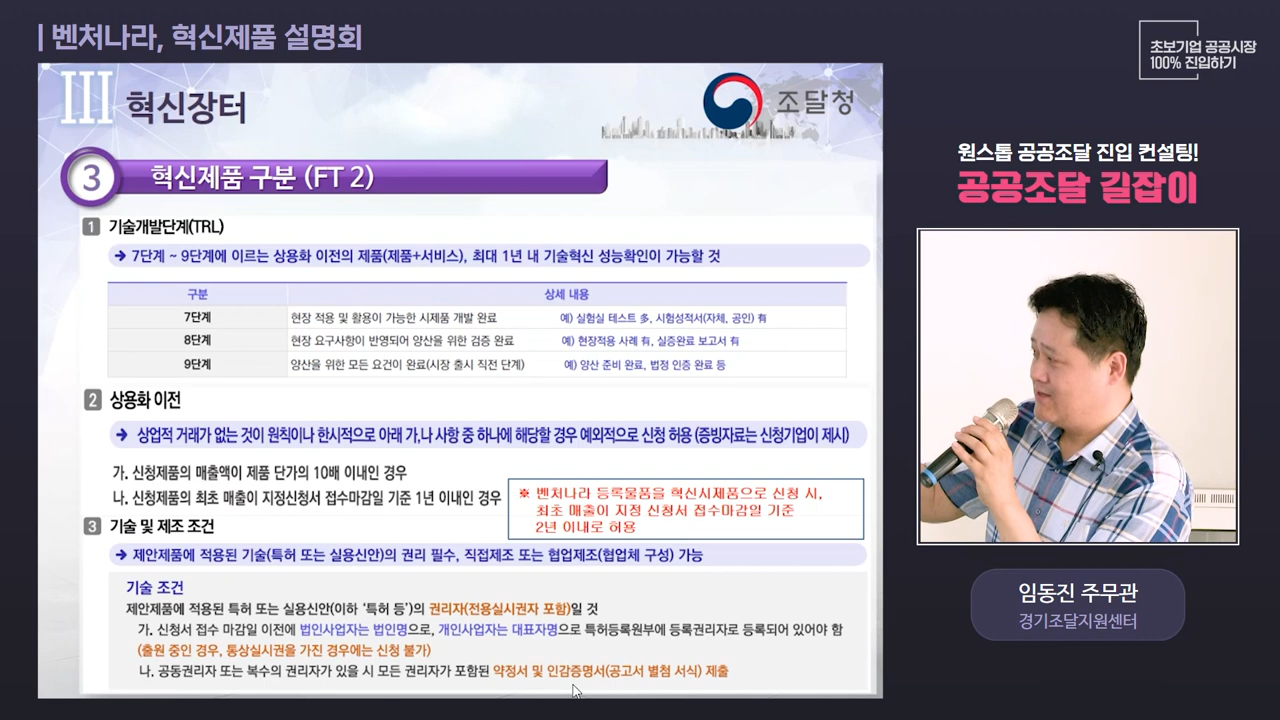 | 벤처나라, 혁신제품 설명회
초보기업 공공시장
100% 진입하기
III 혁신장터
조달청
3 혁신제품 구분 (FT 2)
1 기술개발단계(TRL)
➔ 7단계 ~ 9단계에 이르는 상용화 이전의 제품(제품+서비스), 최대 1년 내 기술혁신 성능확인이 가능할 것
구분 상세 내용
7단계 현장 적용 및 활용이 가능한 시제품 개발 완료 예) 실험실 테스트 多, 시험성적서(자체, 공인) 有
8단계 현장 요구사항이 반영되어 양산을 위한 검증 완료 예) 현장적용 사례 有, 실증완료 보고서 有
9단계 양산을 위한 모든 요건이 완료(시장 출시 직전 단계) 예) 양산 준비 완료, 법정 인증 완료 등
2 상용화 이전
➔ 상업적 거래가 없는 것이 원칙이나 한시적으로 아래 가,나 사항 중 하나에 해당할 경우 예외적으로 신청 허용 (증빙자료는 신청기업이 제시)
가. 신청제품의 매출액이 제품 단가의 10배 이내인 경우
나. 신청제품의 최초 매출이 지정신청서 접수마감일 기준 1년 이내인 경우
※ 벤처나라 등록물품을 혁신시제품으로 신청 시,
최초 매출이 지정 신청서 접수마감일 기준
2년 이내로 허용
3 기술 및 제조 조건
➔ 제안제품에 적용된 기술(특허 또는 실용신안)의 권리 필수, 직접제조 또는 협업제조(협업체 구성) 가능
기술 조건
제안제품에 적용된 특허 또는 실용신안(이하 '특허 등')의 권리자(전용실시권자 포함)일 것
가. 신청서 접수 마감일 이전에 법인사업자는 법인명으로, 개인사업자는 대표자명으로 특허등록원부에 등록권리자로 등록되어 있어야 함
(출원 중인 경우, 통상실시권을 가진 경우에는 신청 불가)
나. 공동권리자 또는 복수의 권리자가 있을 시 모든 권리자가 포함된 약정서 및 인감증명서(공고서 별첨 서식) 제출
원스톱 공공조달 진입 컨설팅!
공공조달 길잡이
임동진 주무관
경기조달지원센터